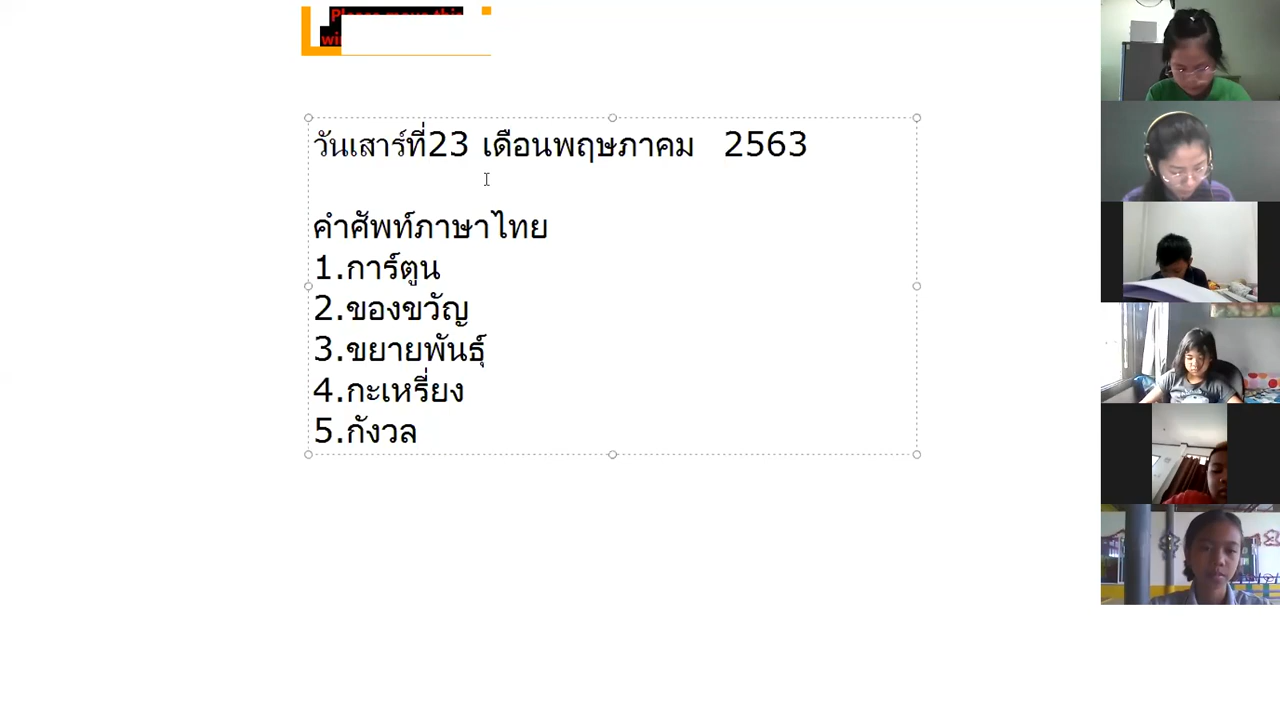 Please move this
วันเสาร์ที่23 เดือนพฤษภาคม 2563
คำศัพท์ภาษาไทย
1.การ์ตูน
2.ของขวัญ
3.ขยายพันธุ์
4.กะเหรี่ยง
5.กังวล